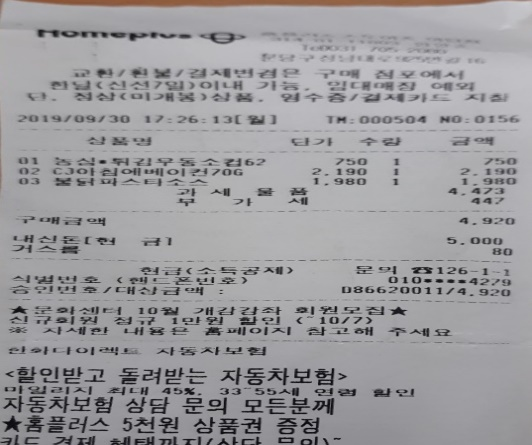 Homeplus
Tel)031 705-2080
교환/환불/결제변경은 구매 점포에서
한달(신선7일)이내 가능, 임대매장 예외
단, 정상(미개봉)상품, 영수증/결제카드 지참
2019/09/30 17:26:13[월] TM:000504 NO:0156
상품명 단가 수량 금액
01 농심•튀김우동소컵62 750 1 750
02 CJ아침에베이컨70G 2,190 1 2,190
03 불닭파스타소스 1,980 1 1,980
과 세 물 품 4,473
부 가 세 447
구매금액 4,920
내신돈[현 금] 5,000
거스름 80
현금(소득공제) 문의 ☎126-1-1
식별번호 (핸드폰번호) 010****4279
승인번호/대상금액 : D86620011/4,920
★문화센터 10월 개강강좌 회원모집★
신규회원 정규 1만원 할인 (~10/7)
※ 자세한 내용은 홈페이지 참고해 주세요
한화다이렉트 자동차보험
<할인받고 돌려받는 자동차보험>
마일리지 최대 45%, 33~55세 연령 할인
자동차보험 상담 문의 모든분께
★홈플러스 5천원 상품권 증정
카드 결제 혜택까지(상담 문의)~